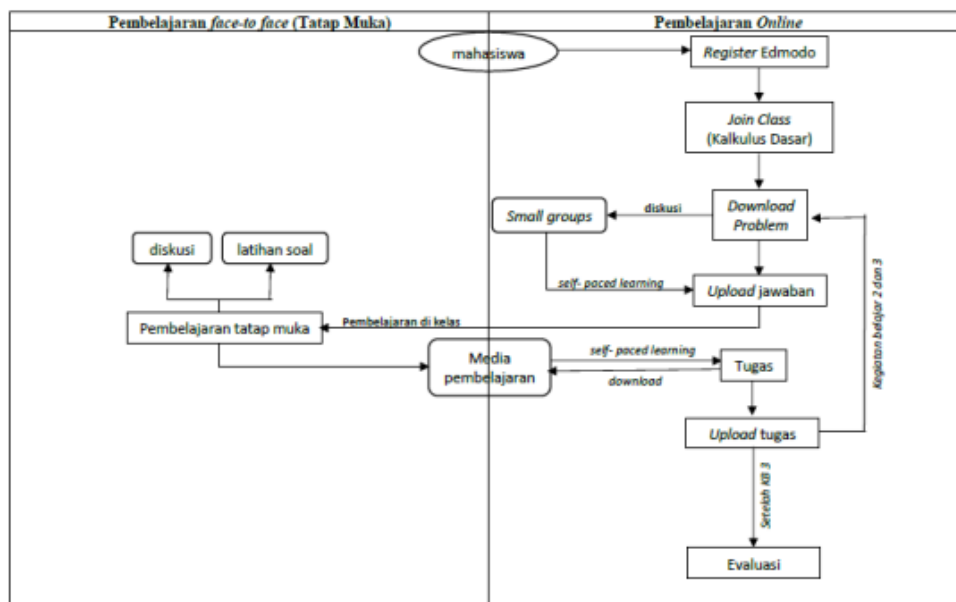 Pembelajaran face-to face (Tatap Muka)
Pembelajaran Online
mahasiswa
Register Edmodo
Join Class
(Kalkulus Dasar)
Small groups
diskusi
Download
Problem
diskusi
latihan soal
self- paced learning
Upload jawaban
Kegiatan belajar 2 dan 3
Pembelajaran tatap muka
Pembelajaran di kelas
Media
pembelajaran
self- paced learning
download
Tugas
Upload tugas
Setelah KB 3
Evaluasi